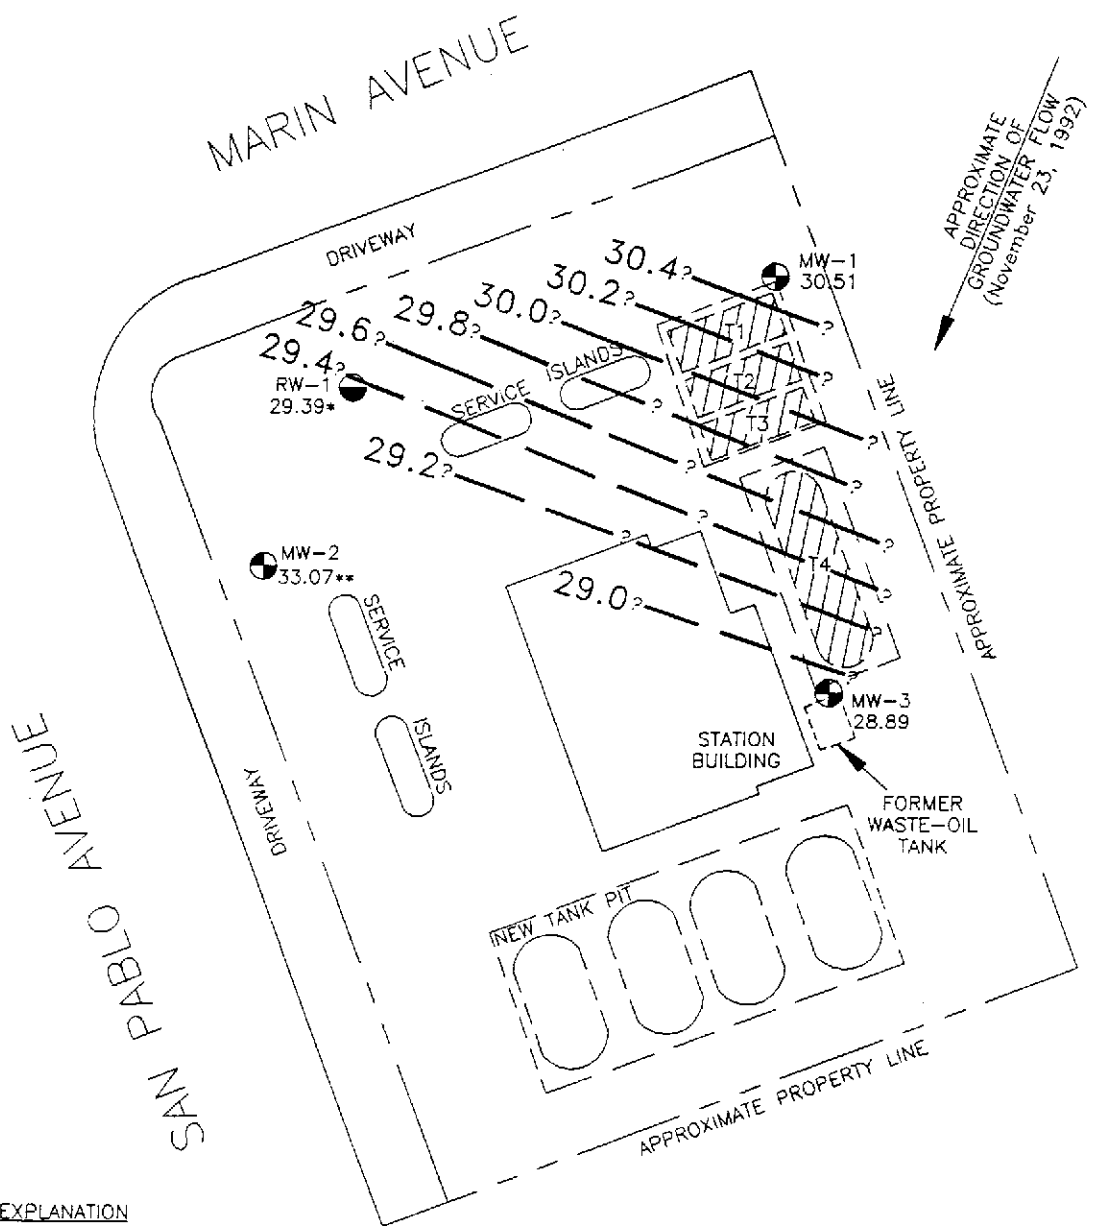 MARIN AVENUE
DRIVEWAY
APPROXIMATE
DIRECTION OF
GROUNDWATER FLOW
(November 23, 1992)
MW-1
30.51
30.4?
30.2?
30.0?
29.8?
29.6?
29.4?
29.2?
29.0?
?
?
?
?
?
?
?
?
?
?
?
?
T1
T2
T3
T4
SERVICE
ISLANDS
RW-1
29.39*
MW-2
33.07**
SERVICE
ISLANDS
APPROXIMATE PROPERTY LINE
MW-3
28.89
STATION
BUILDING
FORMER
WASTE-OIL
TANK
NEW TANK PIT
DRIVEWAY
SAN PABLO AVENUE
APPROXIMATE PROPERTY LINE
EXPLANATION